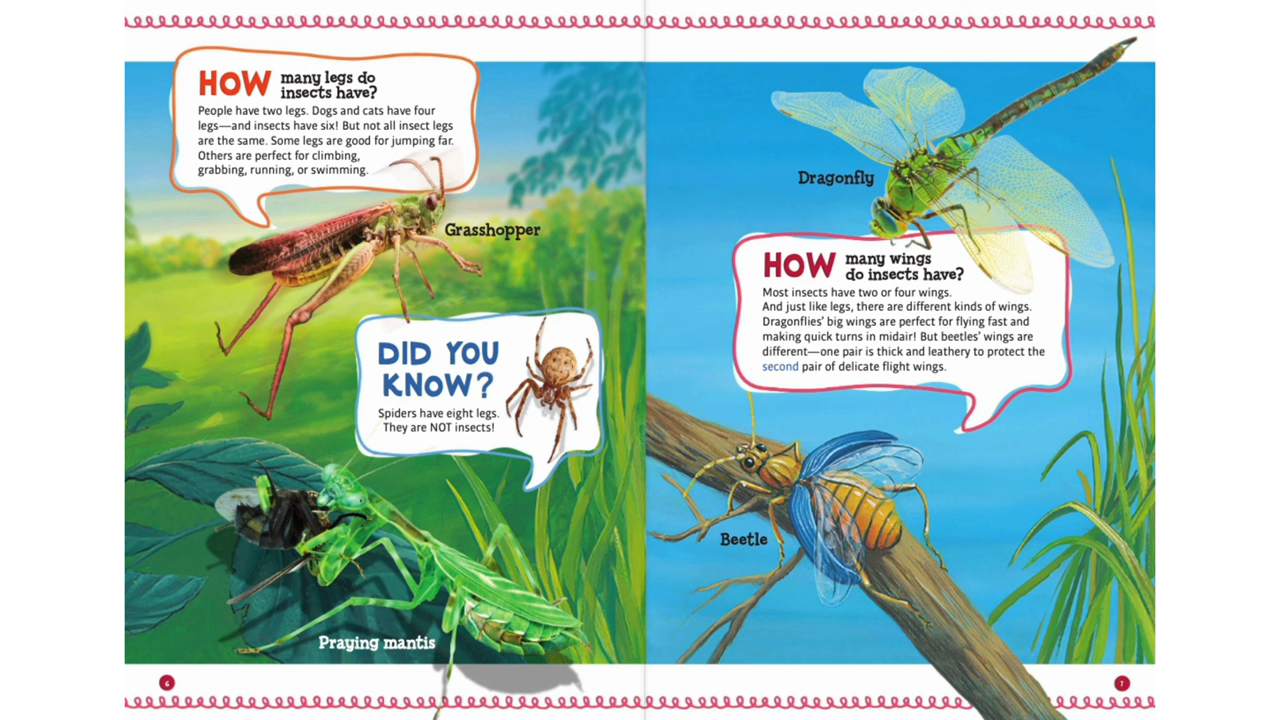 HOW many legs do
insects have?
People have two legs. Dogs and cats have four
legs—and insects have six! But not all insect legs
are the same. Some legs are good for jumping far.
Others are perfect for climbing,
grabbing, running, or swimming.
Grasshopper
DID YOU
KNOW?
Spiders have eight legs.
They are NOT insects!
Praying mantis
6
Dragonfly
HOW many wings
do insects have?
Most insects have two or four wings.
And just like legs, there are different kinds of wings.
Dragonflies' big wings are perfect for flying fast and
making quick turns in midair! But beetles' wings are
different—one pair is thick and leathery to protect the
second pair of delicate flight wings.
Beetle
7